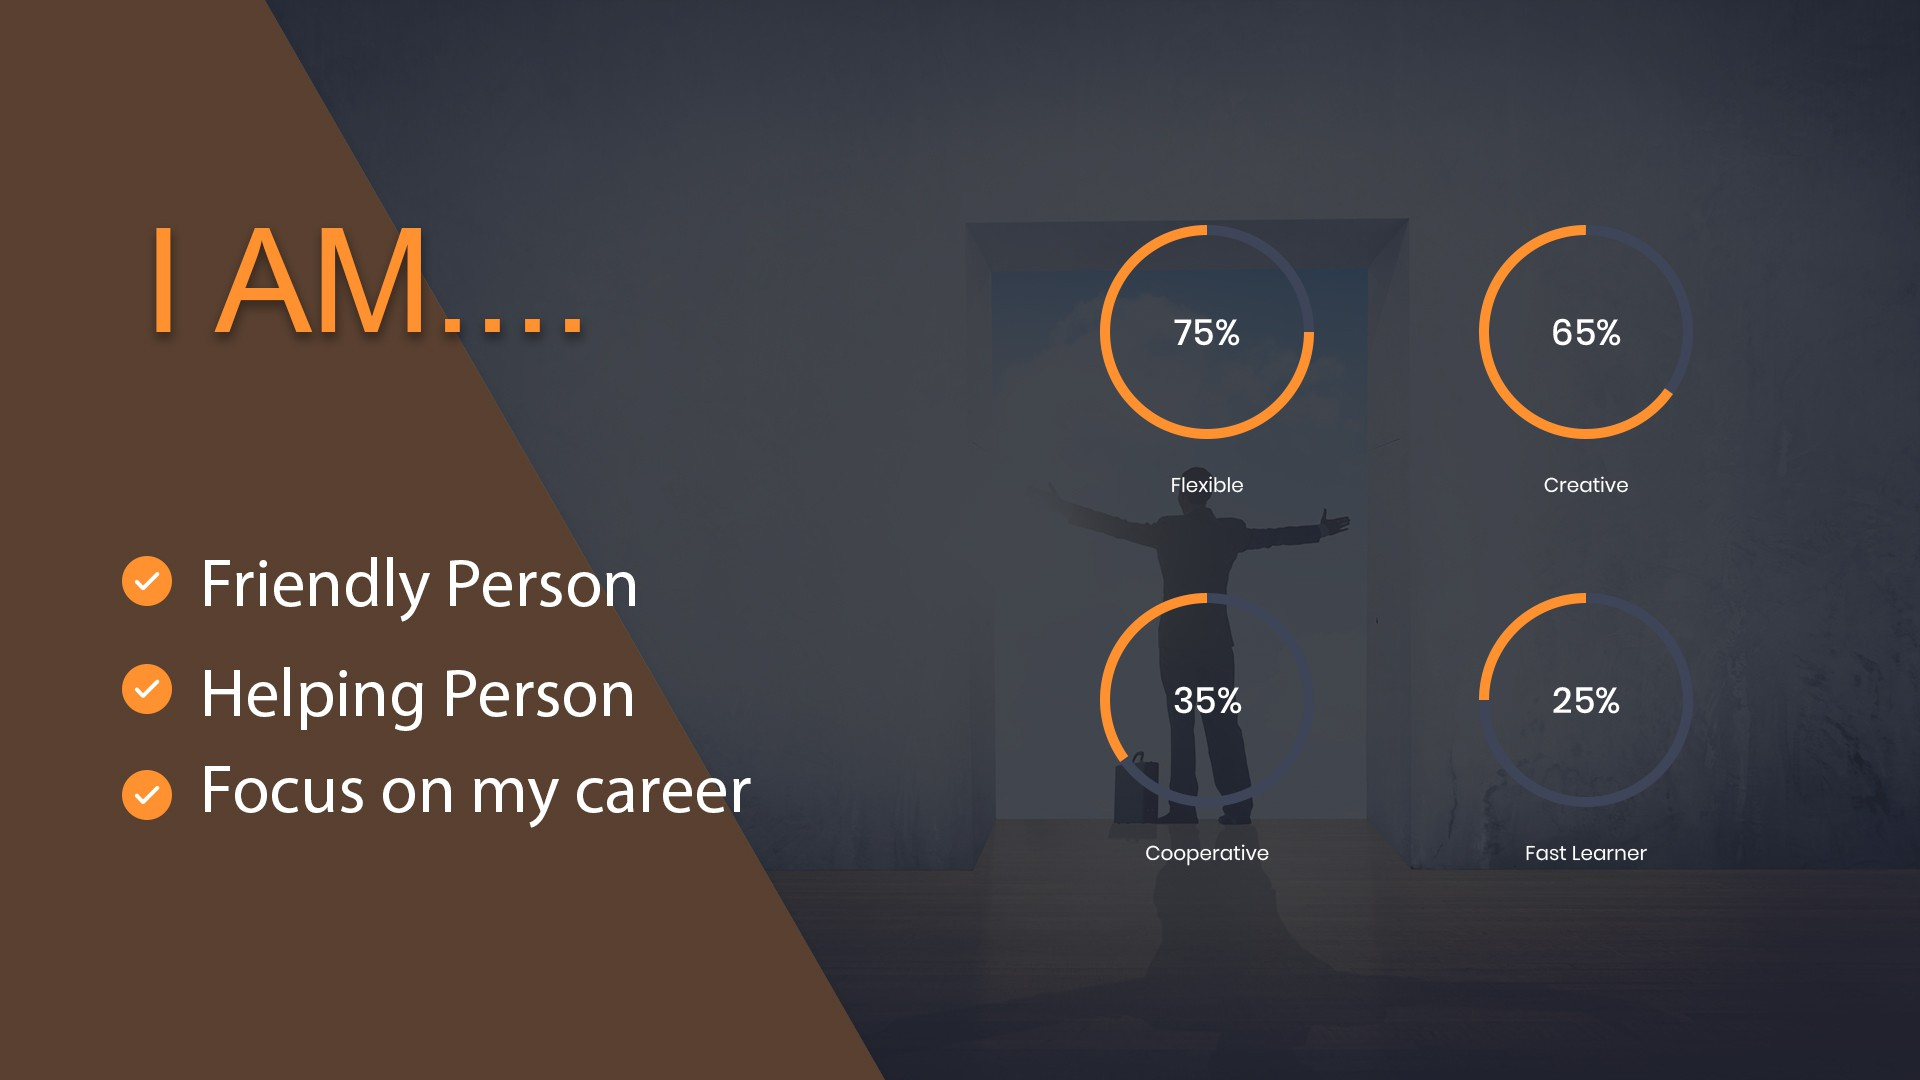 I AM....
Friendly Person
Helping Person
Focus on my career
75%
Flexible
65%
Creative
35%
Cooperative
25%
Fast Learner